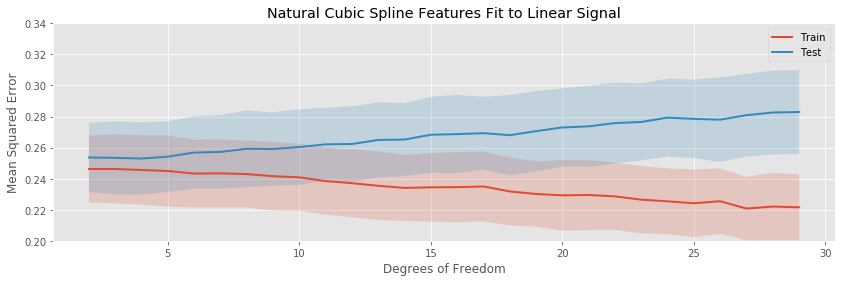 Natural Cubic Spline Features Fit to Linear Signal
Train
Test
0.34
0.32
0.30
0.28
0.26
0.24
0.22
0.20
Mean Squared Error
5
10
15
20
25
30
Degrees of Freedom